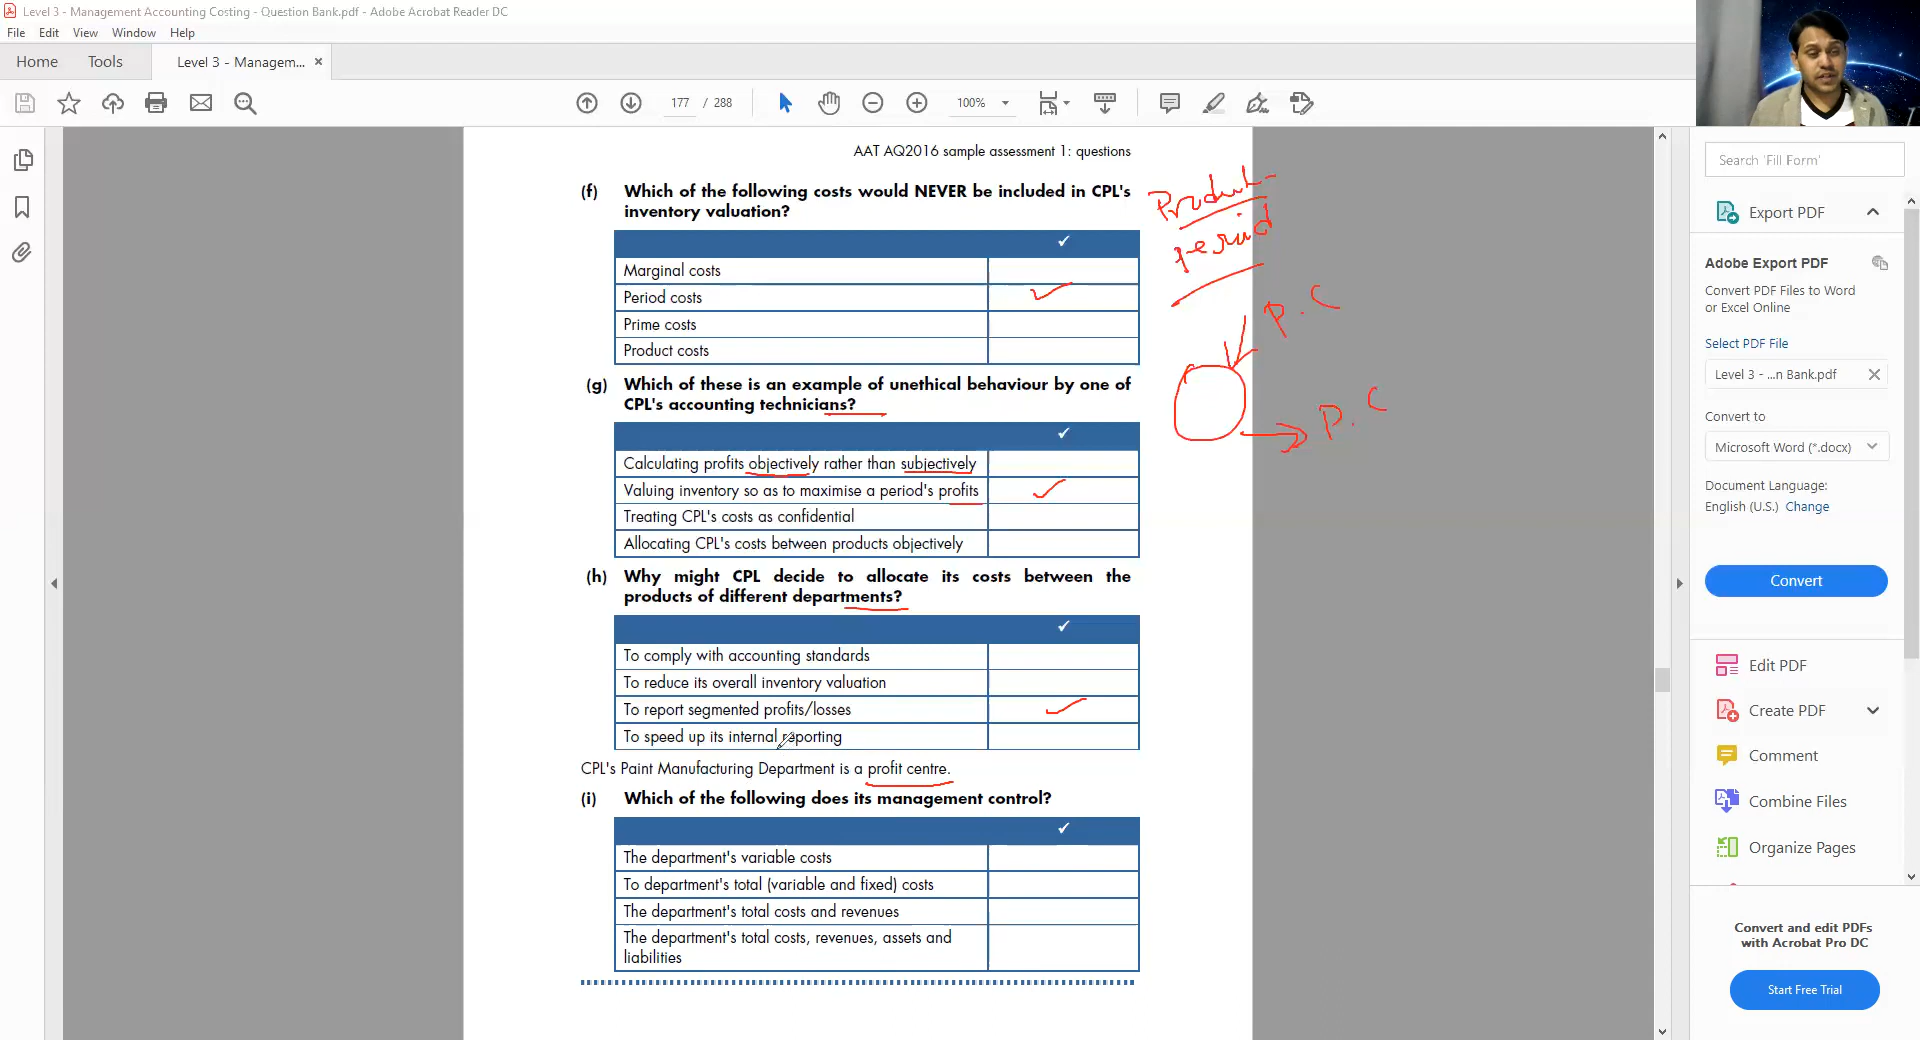 Level 3 - Management Accounting Costing - Question Bank.pdf - Adobe Acrobat Reader DC
File Edit View Window Help
Home Tools Level 3 - Managem... ×
177 / 288 100%
Search 'Fill Form'
Export PDF
Adobe Export PDF
Convert PDF Files to Word
or Excel Online
Select PDF File
Level 3 - ...n Bank.pdf
Convert to
Microsoft Word (*.docx)
Document Language:
English (U.S.) Change
Convert
Edit PDF
Create PDF
Comment
Combine Files
Organize Pages
Convert and edit PDFs
with Acrobat Pro DC
Start Free Trial
AAT AQ2016 sample assessment 1: questions
(f) Which of the following costs would NEVER be included in CPL's
inventory valuation?
✓
Marginal costs
Period costs ✓
Prime costs
Product costs
(g) Which of these is an example of unethical behaviour by one of
CPL's accounting technicians?
✓
Calculating profits objectively rather than subjectively
Valuing inventory so as to maximise a period's profits ✓
Treating CPL's costs as confidential
Allocating CPL's costs between products objectively
(h) Why might CPL decide to allocate its costs between the
products of different departments?
✓
To comply with accounting standards
To reduce its overall inventory valuation
To report segmented profits/losses ✓
To speed up its internal reporting
CPL's Paint Manufacturing Department is a profit centre.
(i) Which of the following does its management control?
✓
The department's variable costs
To department's total (variable and fixed) costs
The department's total costs and revenues
The department's total costs, revenues, assets and
liabilities
Product
period
P.C
P.C